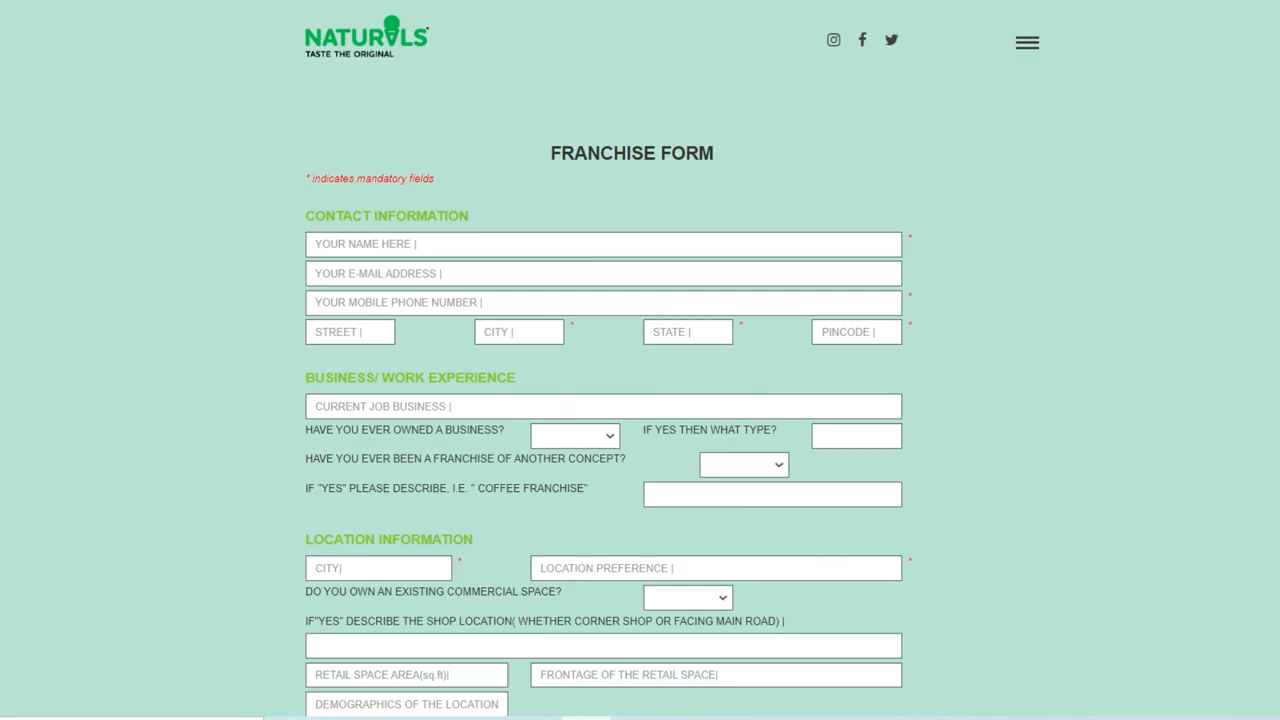 NATURALS
TASTE THE ORIGINAL
FRANCHISE FORM
* indicates mandatory fields
CONTACT INFORMATION
YOUR NAME HERE | *
YOUR E-MAIL ADDRESS |
YOUR MOBILE PHONE NUMBER | *
STREET | CITY | * STATE | * PINCODE | *
BUSINESS/ WORK EXPERIENCE
CURRENT JOB BUSINESS |
HAVE YOU EVER OWNED A BUSINESS? IF YES THEN WHAT TYPE?
HAVE YOU EVER BEEN A FRANCHISE OF ANOTHER CONCEPT?
IF "YES" PLEASE DESCRIBE, I.E. " COFFEE FRANCHISE"
LOCATION INFORMATION
CITY| * LOCATION PREFERENCE | *
DO YOU OWN AN EXISTING COMMERCIAL SPACE?
IF"YES" DESCRIBE THE SHOP LOCATION( WHETHER CORNER SHOP OR FACING MAIN ROAD) |
RETAIL SPACE AREA(sq.ft)| FRONTAGE OF THE RETAIL SPACE|
DEMOGRAPHICS OF THE LOCATION